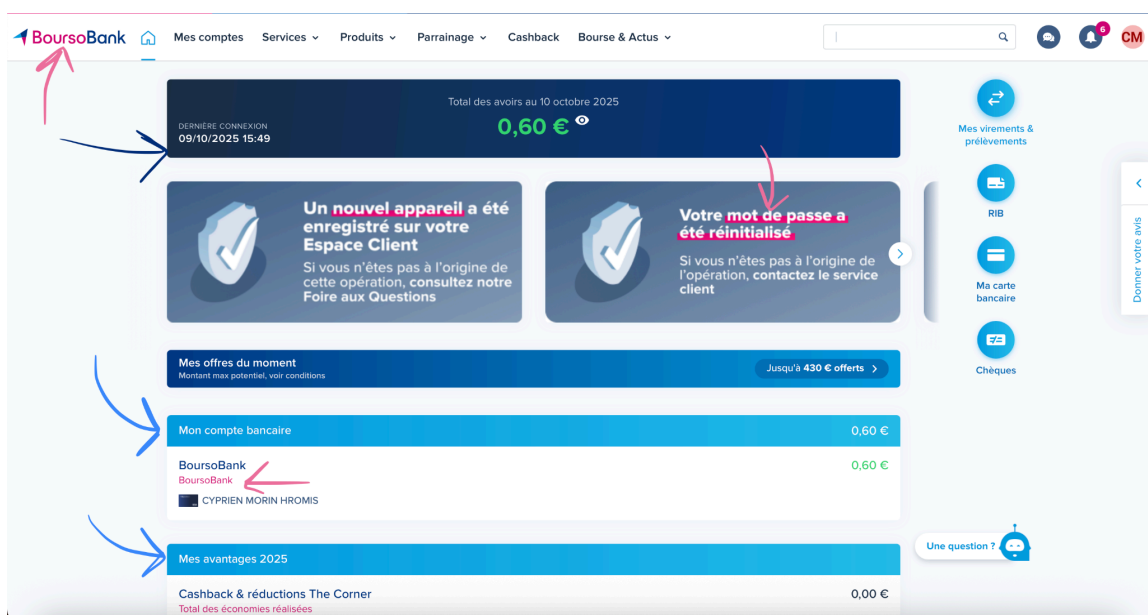 BoursoBank
Mes comptes
Services
Produits
Parrainage
Cashback
Bourse & Actus
6
CM
Total des avoirs au 10 octobre 2025
0,60 €
DERNIÈRE CONNEXION
09/10/2025 15:49
Un nouvel appareil a été
enregistré sur votre
Espace Client
Si vous n'êtes pas à l'origine de
cette opération, consultez notre
Foire aux Questions
Votre mot de passe a
été réinitialisé
Si vous n'êtes pas à l'origine de
l'opération, contactez le service
client
Mes virements &
prélèvements
RIB
Ma carte
bancaire
Chèques
Donner votre avis
Mes offres du moment
Montant max potentiel, voir conditions
Jusqu'à 430 € offerts
Mon compte bancaire
0,60 €
BoursoBank
0,60 €
BoursoBank
CYPRIEN MORIN HROMIS
Mes avantages 2025
Une question ?
Cashback & réductions The Corner
0,00 €
Total des économies réalisées